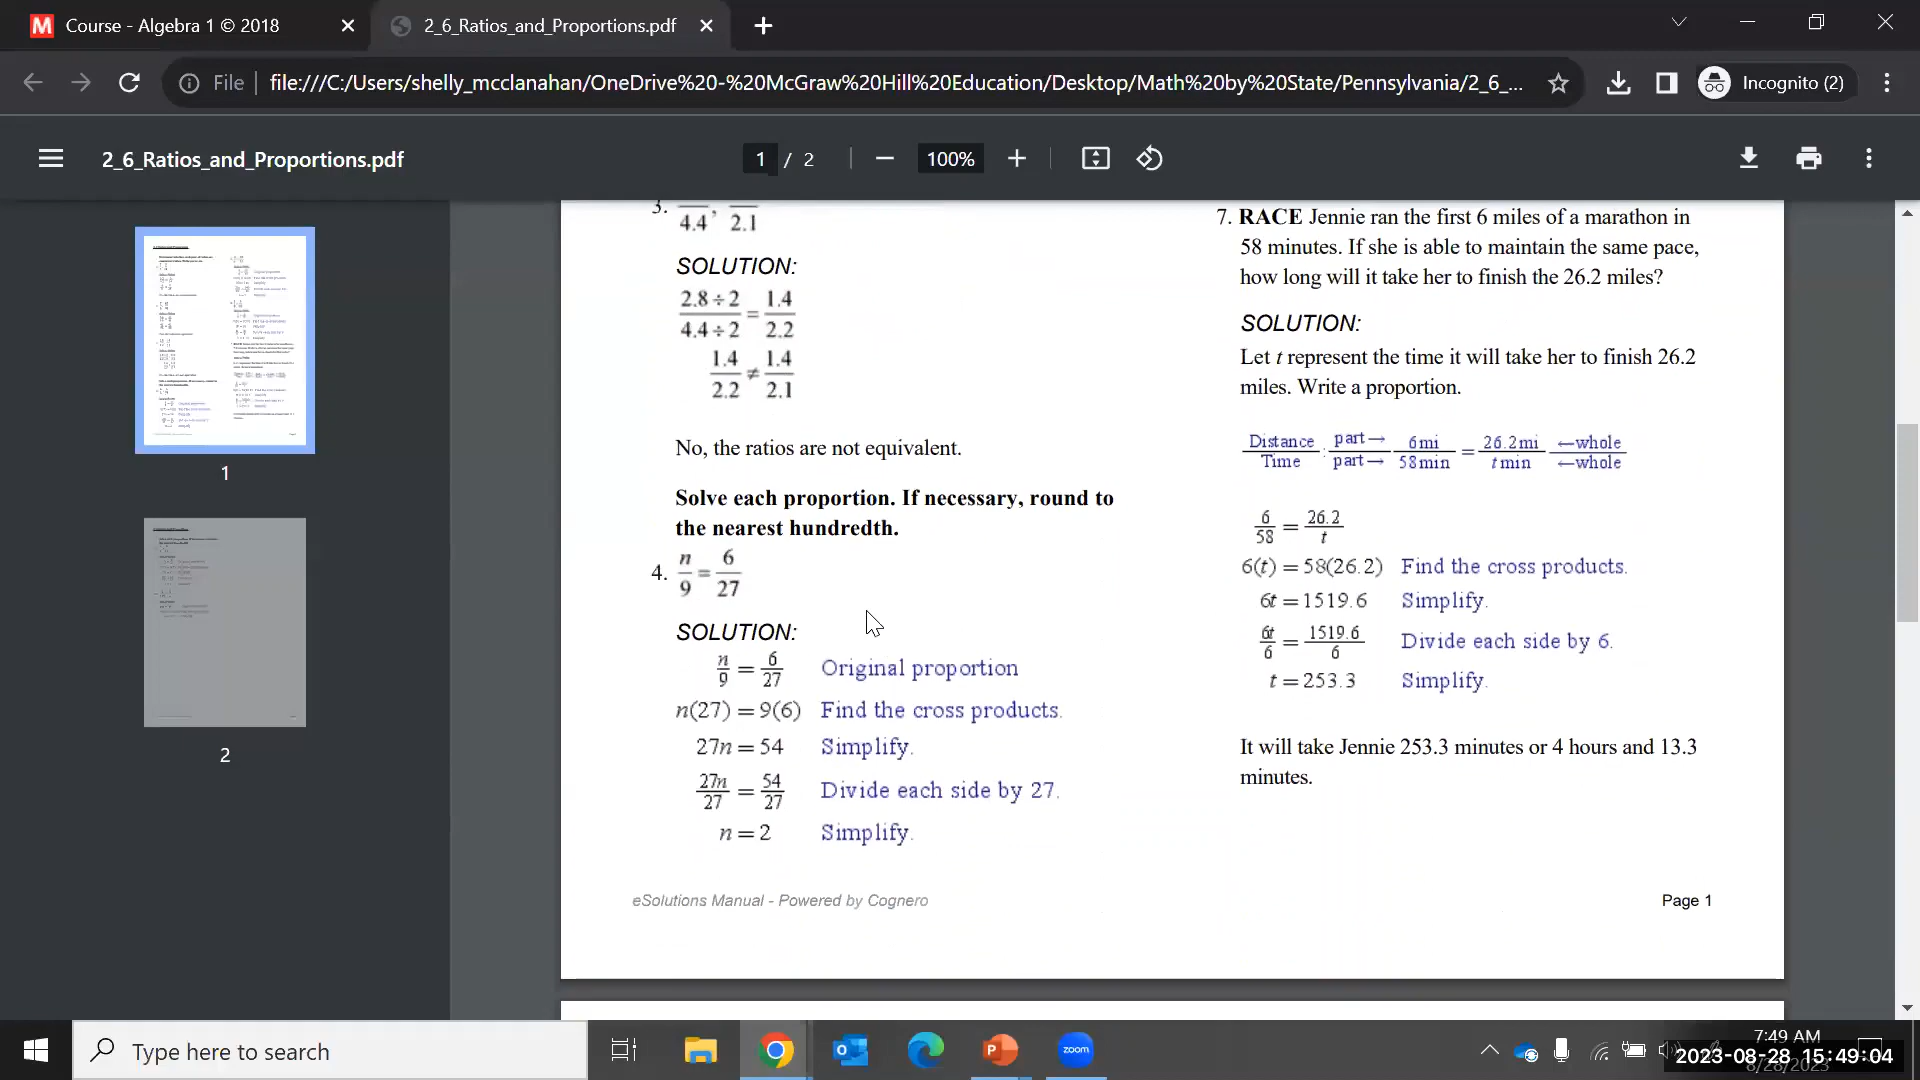 Course - Algebra 1 © 2018
2_6_Ratios_and_Proportions.pdf
File
file:///C:/Users/shelly_mcclanahan/OneDrive%20-%20McGraw%20Hill%20Education/Desktop/Math%20by%20State/Pennsylvania/2_6_...
Incognito (2)
2_6_Ratios_and_Proportions.pdf
1 / 2
100%
1
2
3. /4.4, /2.1
SOLUTION:
2.8 ÷ 2 / 4.4 ÷ 2 = 1.4 / 2.2
1.4 / 2.2 ≠ 1.4 / 2.1
No, the ratios are not equivalent.
Solve each proportion. If necessary, round to
the nearest hundredth.
4. n/9 = 6/27
SOLUTION:
n/9 = 6/27 Original proportion
n(27) = 9(6) Find the cross products.
27n = 54 Simplify.
27n/27 = 54/27 Divide each side by 27.
n = 2 Simplify.
7. RACE Jennie ran the first 6 miles of a marathon in
58 minutes. If she is able to maintain the same pace,
how long will it take her to finish the 26.2 miles?
SOLUTION:
Let t represent the time it will take her to finish 26.2
miles. Write a proportion.
Distance/Time : part→/part→ 6mi/58min = 26.2mi/t min ←whole/←whole
6/58 = 26.2/t
6(t) = 58(26.2) Find the cross products.
6t = 1519.6 Simplify.
6t/6 = 1519.6/6 Divide each side by 6.
t = 253.3 Simplify.
It will take Jennie 253.3 minutes or 4 hours and 13.3
minutes.
eSolutions Manual - Powered by Cognero
Page 1
Type here to search
zoom
7:49 AM
2023-08-28 15:49:04
8/28/2023